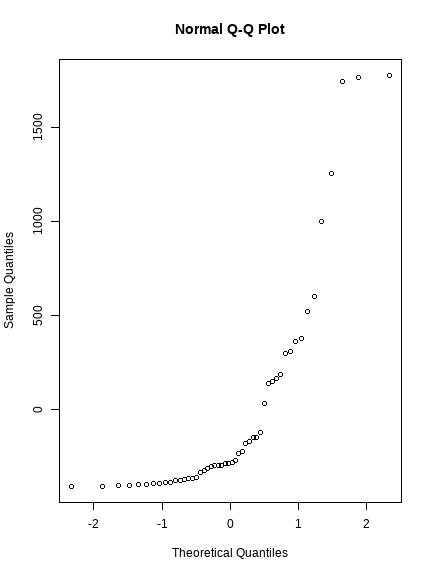 Normal Q-Q Plot
Sample Quantiles
1500
1000
500
0
-2 -1 0 1 2
Theoretical Quantiles